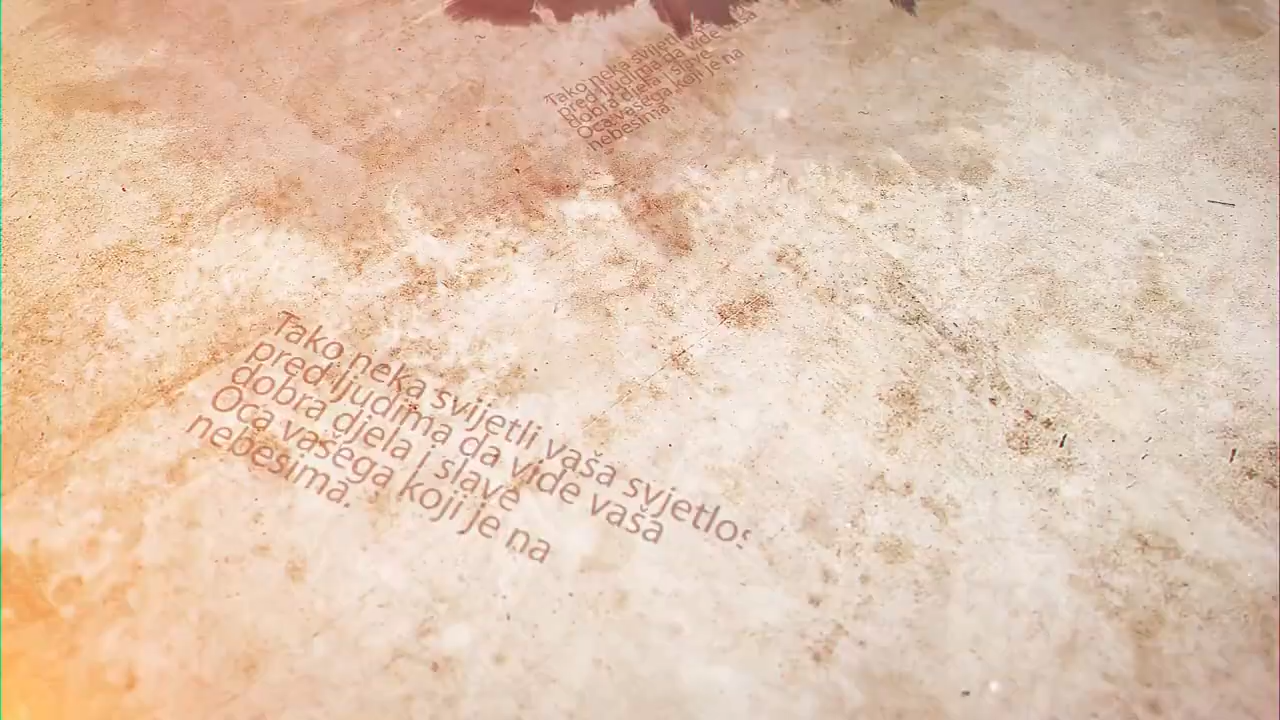 Tako neka svijetli
pred ljudima da vide
dobra djela i slave
Oca vašega koji je na
nebesima.
Tako neka svijetli vaša svjetlos
pred ljudima da vide vaša
dobra djela i slave
Oca vašega koji je na
nebesima.